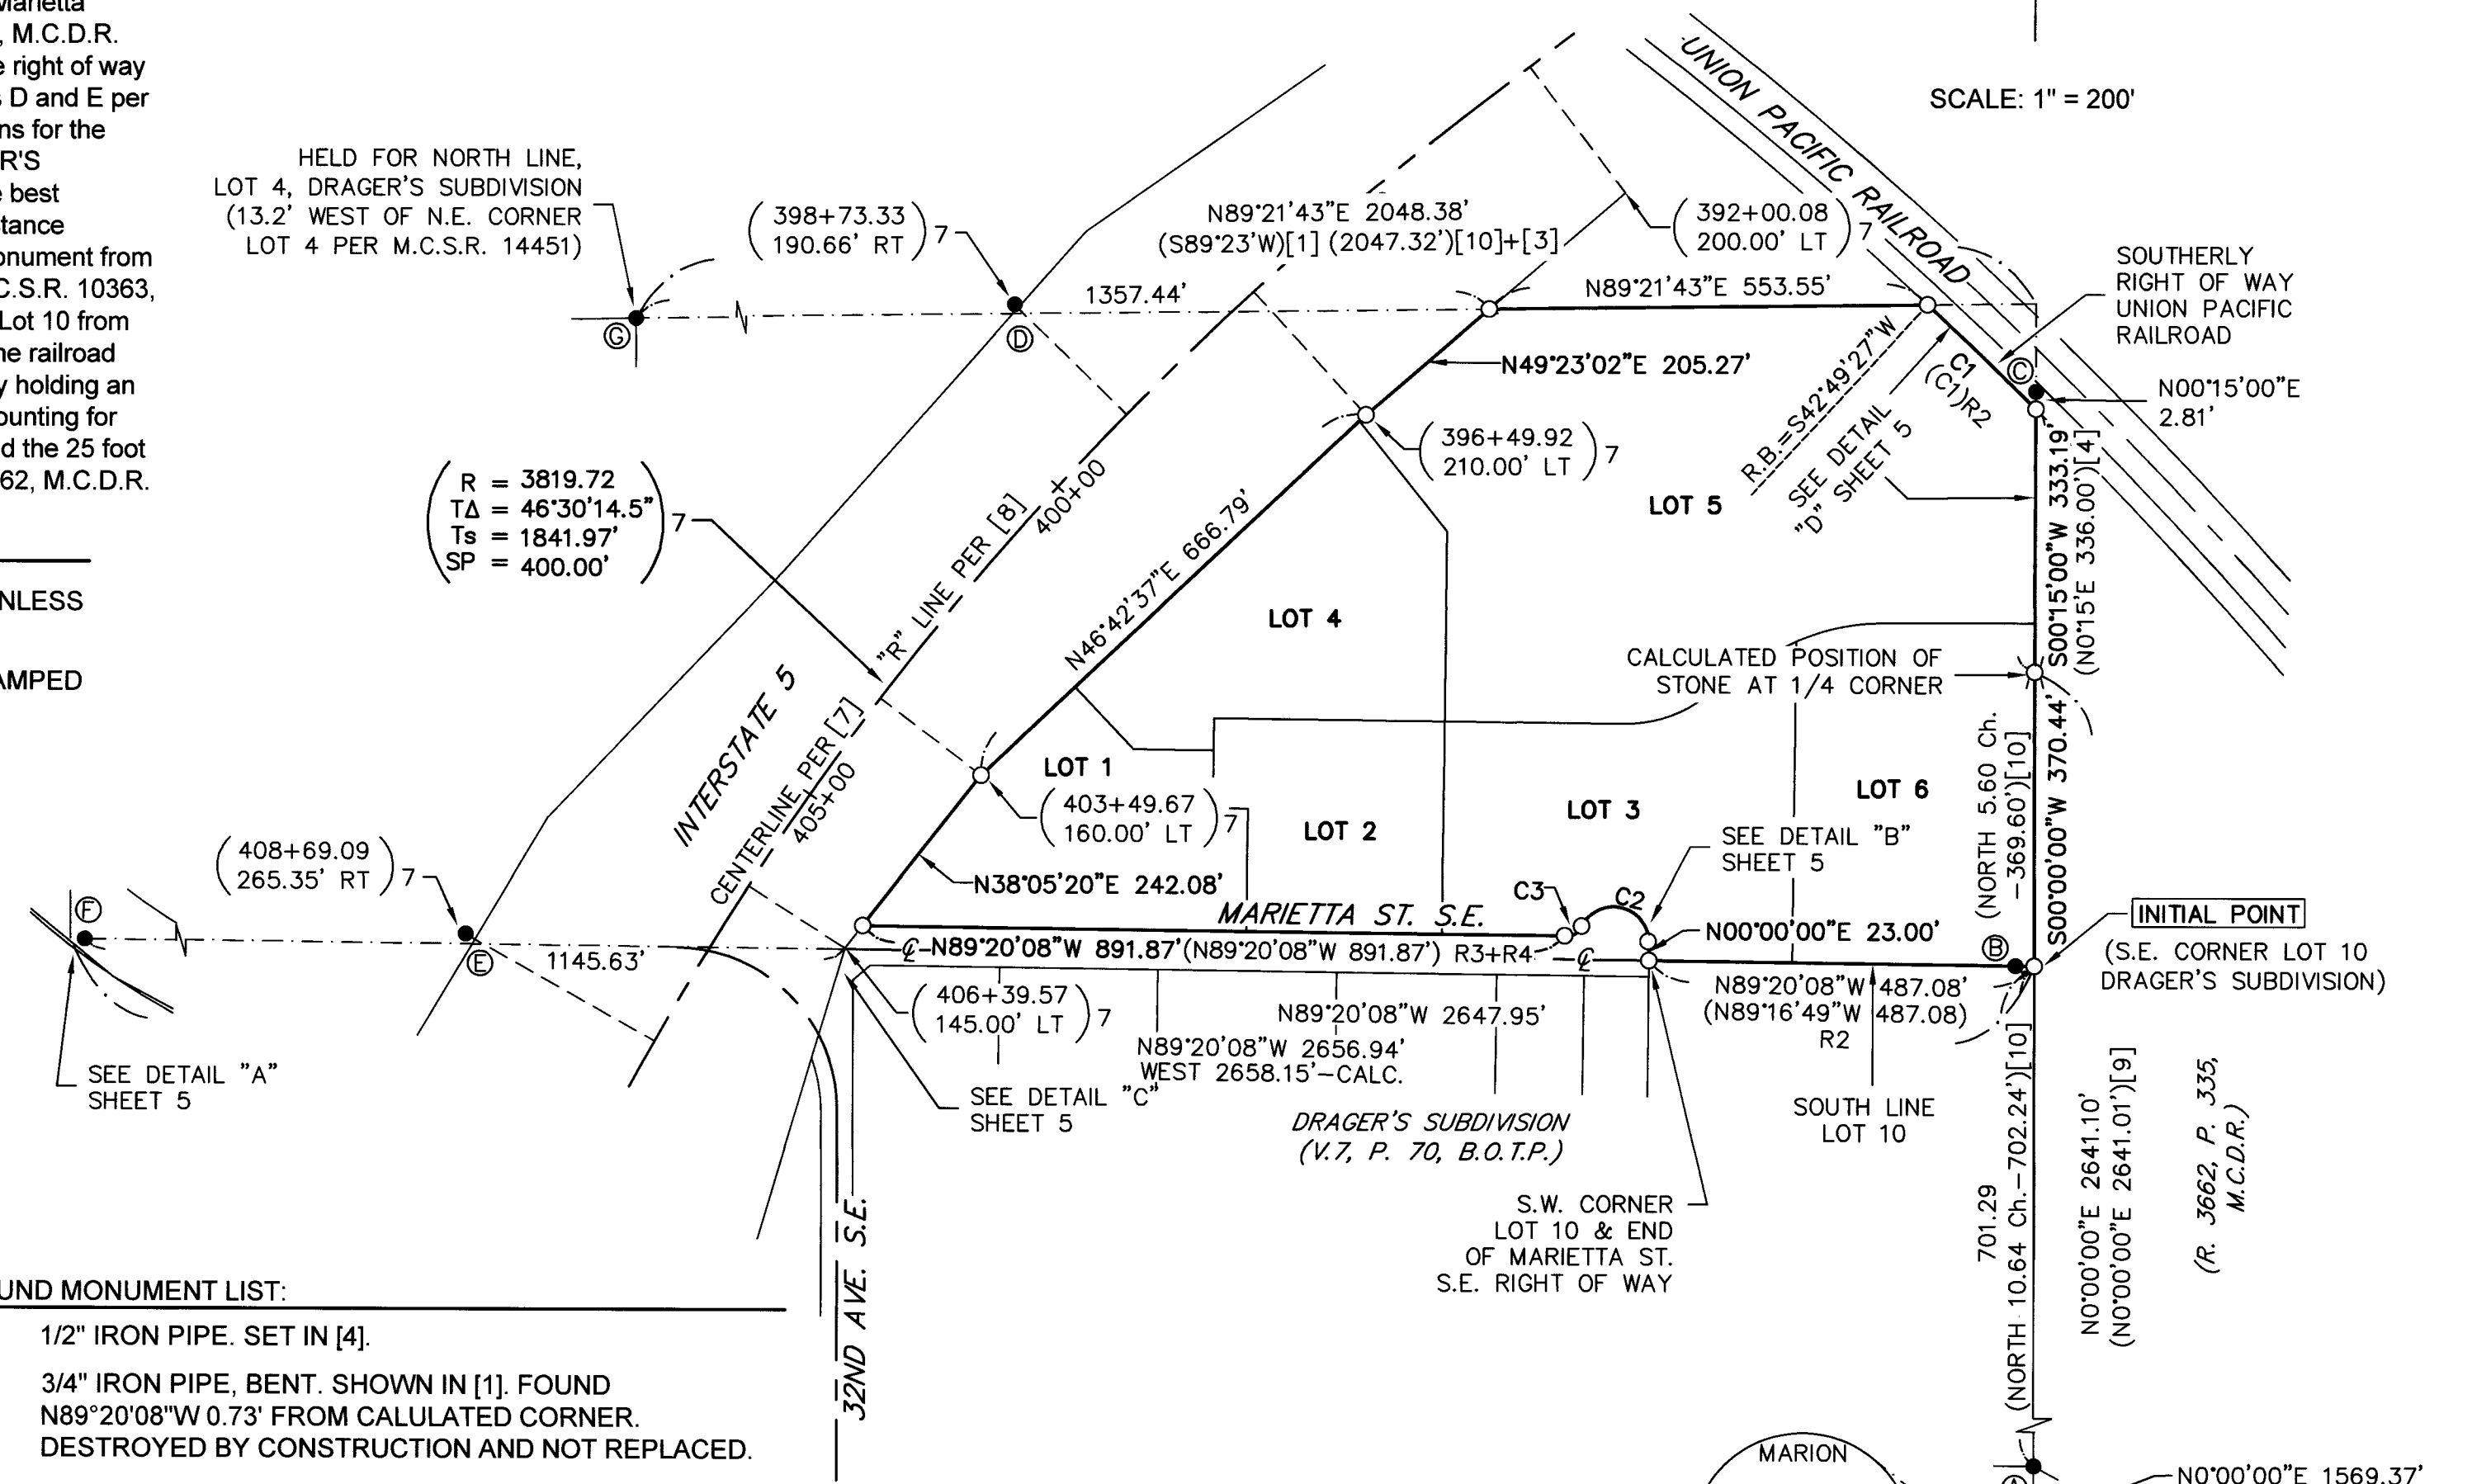 Marietta
, M.C.D.R.
e right of way
s D and E per
ns for the
R'S
e best
stance
onument from
C.S.R. 10363,
Lot 10 from
he railroad
y holding an
ounting for
d the 25 foot
62, M.C.D.R.
NLESS
AMPED
SCALE: 1" = 200'
UNION PACIFIC RAILROAD
HELD FOR NORTH LINE,
LOT 4, DRAGER'S SUBDIVISION
(13.2' WEST OF N.E. CORNER
LOT 4 PER M.C.S.R. 14451)
G
(398+73.33
190.66' RT)7
D
1357.44'
N89°21'43"E 2048.38'
(S89°23'W)[1] (2047.32')[10]+[3]
(392+00.08
200.00' LT)7
N89°21'43"E 553.55'
SOUTHERLY
RIGHT OF WAY
UNION PACIFIC
RAILROAD
N49°23'02"E 205.27'
R.B.=S42°49'27"W
C1
(C1)R2
C
SEE DETAIL
"D" SHEET 5
N00°15'00"E
2.81'
(396+49.92
210.00' LT)7
S00°15'00"W 333.19'
(N0°15'E 336.00')[4]
(R = 3819.72
T∆ = 46°30'14.5"
Ts = 1841.97'
SP = 400.00')7
"R" LINE PER [8]
400+00
N46°42'37"E 666.79'
LOT 5
LOT 4
CALCULATED POSITION OF
STONE AT 1/4 CORNER
INTERSTATE 5
CENTERLINE PER [7]
405+00
LOT 1
(403+49.67
160.00' LT)7
LOT 2
LOT 3
LOT 6
(NORTH 5.60 Ch.
-369.60')[10]
S00°00'00"W 370.44'
SEE DETAIL "B"
SHEET 5
(408+69.09
265.35' RT)7
F
E
1145.63'
N38°05'20"E 242.08'
MARIETTA ST. S.E.
C3
C2
N00°00'00"E 23.00'
B
INITIAL POINT
(S.E. CORNER LOT 10
DRAGER'S SUBDIVISION)
℄ N89°20'08"W 891.87'(N89°20'08"W 891.87') R3+R4 ℄
N89°20'08"W 487.08'
(N89°16'49"W 487.08)
R2
(406+39.57
145.00' LT)7
N89°20'08"W 2647.95'
N89°20'08"W 2656.94'
WEST 2658.15'-CALC.
SEE DETAIL "A"
SHEET 5
SEE DETAIL "C"
SHEET 5
DRAGER'S SUBDIVISION
(V.7, P. 70, B.O.T.P.)
SOUTH LINE
LOT 10
S.W. CORNER
LOT 10 & END
OF MARIETTA ST.
S.E. RIGHT OF WAY
32ND AVE. S.E.
701.29
(NORTH 10.64 Ch.-702.24')[10]
N0°00'00"E 2641.10'
(N0°00'00"E 2641.01')[9]
(R. 3662, P. 335,
M.C.D.R.)
UND MONUMENT LIST:
1/2" IRON PIPE. SET IN [4].
3/4" IRON PIPE, BENT. SHOWN IN [1]. FOUND
N89°20'08"W 0.73' FROM CALULATED CORNER.
DESTROYED BY CONSTRUCTION AND NOT REPLACED.
MARION
A
N0°00'00"E 1569.37'